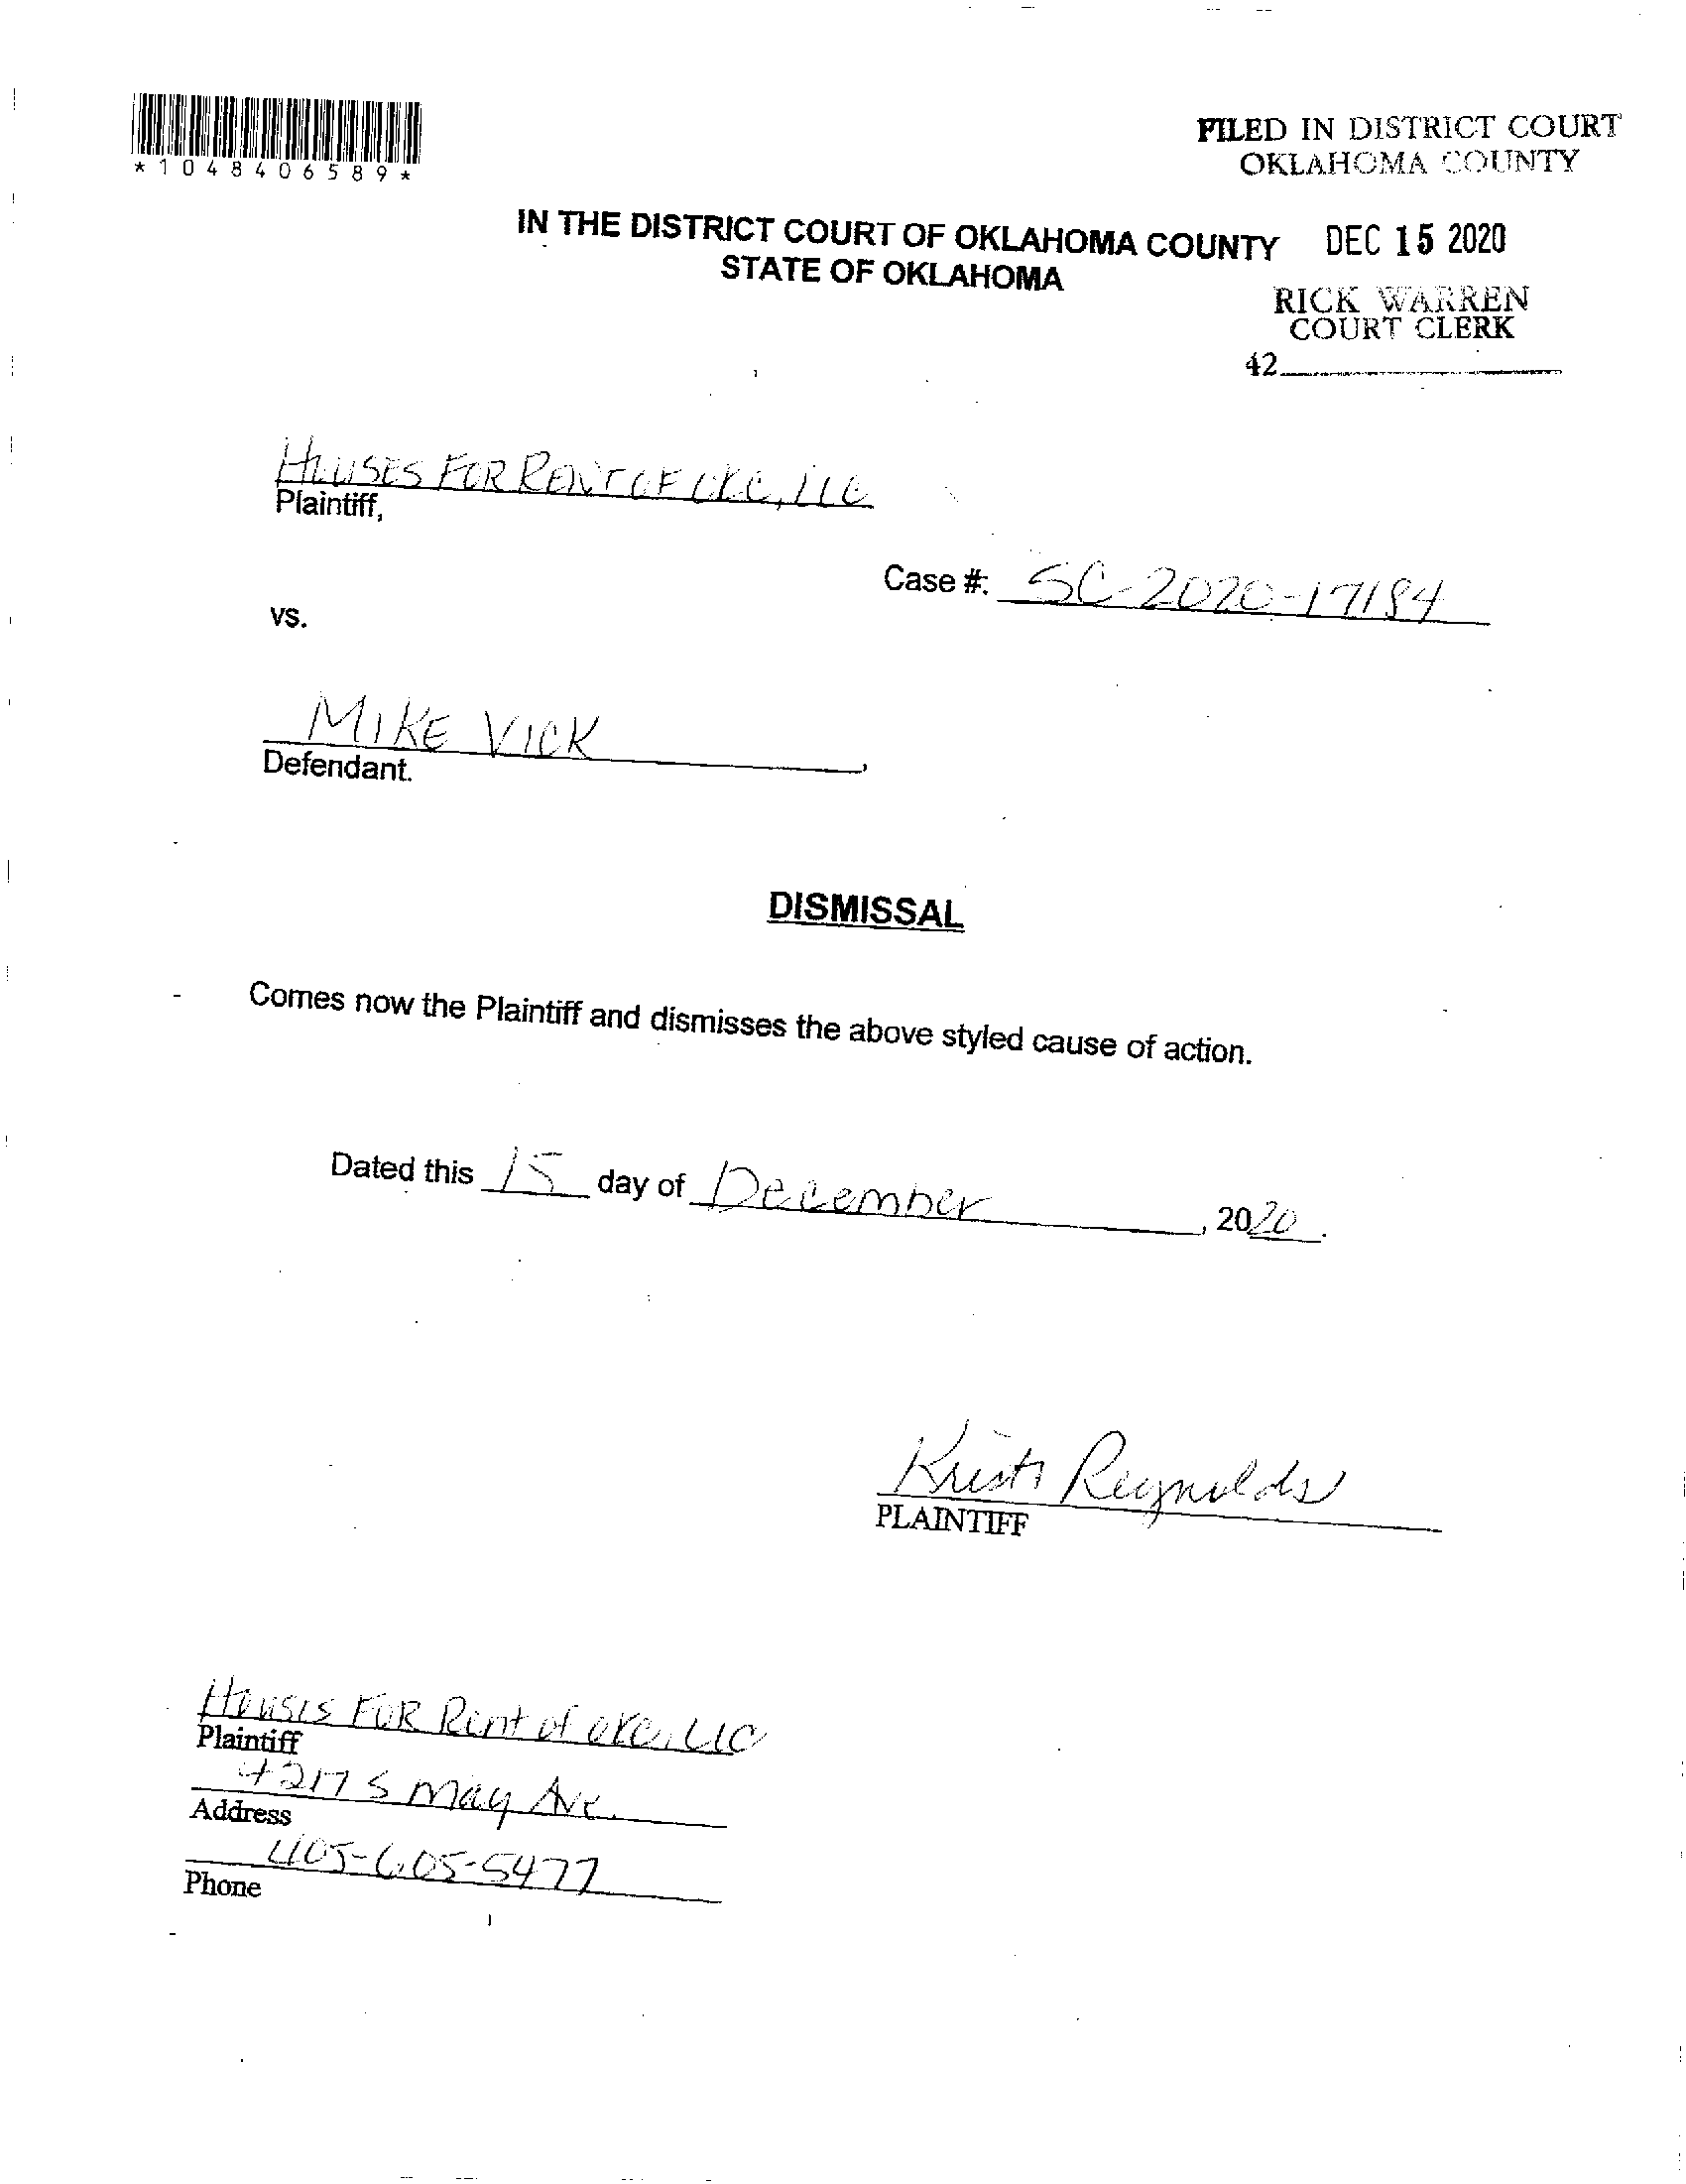 *1048406589*
FILED IN DISTRICT COURT
OKLAHOMA COUNTY
IN THE DISTRICT COURT OF OKLAHOMA COUNTY
STATE OF OKLAHOMA
DEC 15 2020
RICK WARREN
COURT CLERK
42
HOUSES FOR RENT OF OKC, LLC
Plaintiff,
Case #: SC-2020-17184
vs.
MIKE VICK,
Defendant.
DISMISSAL
Comes now the Plaintiff and dismisses the above styled cause of action.
Dated this 15 day of December, 2020.
Kristi Reynolds
PLAINTIFF
Houses FOR Rent of OKC, LLC
Plaintiff
4217 S May Ave.
Address
405-605-5477
Phone